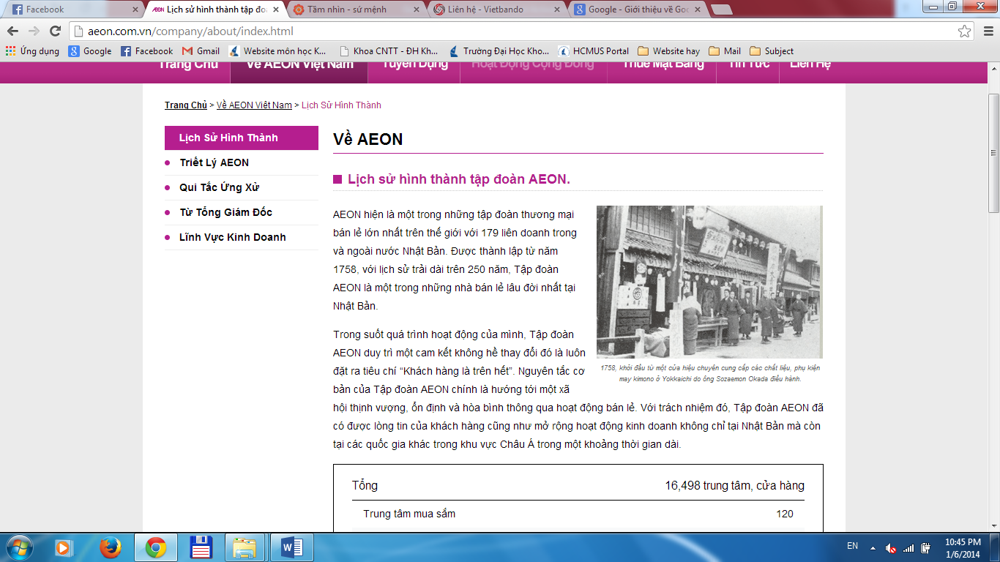 Facebook
AEON Lịch sử hình thành tập đo
Tầm nhìn - sứ mệnh
Liên hệ - Vietbando
Google - Giới thiệu về Goo
aeon.com.vn/company/about/index.html
Ứng dụng
Google
Facebook
Gmail
Website môn học K...
Khoa CNTT - ĐH Kh...
Trường Đại Học Kho...
HCMUS Portal
Website hay
Mail
Subject
Trang Chủ
Về AEON Việt Nam
Tuyển Dụng
Hoạt Động Cộng Đồng
Thuê Mặt Bằng
Tin Tức
Liên Hệ
Trang Chủ > Về AEON Việt Nam > Lịch Sử Hình Thành
Lịch Sử Hình Thành
Triết Lý AEON
Qui Tắc Ứng Xử
Từ Tổng Giám Đốc
Lĩnh Vực Kinh Doanh
Về AEON
Lịch sử hình thành tập đoàn AEON.
AEON hiện là một trong những tập đoàn thương mại
bán lẻ lớn nhất trên thế giới với 179 liên doanh trong
và ngoài nước Nhật Bản. Được thành lập từ năm
1758, với lịch sử trải dài trên 250 năm, Tập đoàn
AEON là một trong những nhà bán lẻ lâu đời nhất tại
Nhật Bản.
1758, khởi đầu từ một cửa hiệu chuyên cung cấp các chất liệu, phụ kiện
may kimono ở Yokkaichi do ông Sozaemon Okada điều hành.
Trong suốt quá trình hoạt động của mình, Tập đoàn
AEON duy trì một cam kết không hề thay đổi đó là luôn
đặt ra tiêu chí “Khách hàng là trên hết”. Nguyên tắc cơ
bản của Tập đoàn AEON chính là hướng tới một xã
hội thịnh vượng, ổn định và hòa bình thông qua hoạt động bán lẻ. Với trách nhiệm đó, Tập đoàn AEON đã
có được lòng tin của khách hàng cũng như mở rộng hoạt động kinh doanh không chỉ tại Nhật Bản mà còn
tại các quốc gia khác trong khu vực Châu Á trong một khoảng thời gian dài.
Tổng 16,498 trung tâm, cửa hàng
Trung tâm mua sắm 120
EN
10:45 PM
1/6/2014